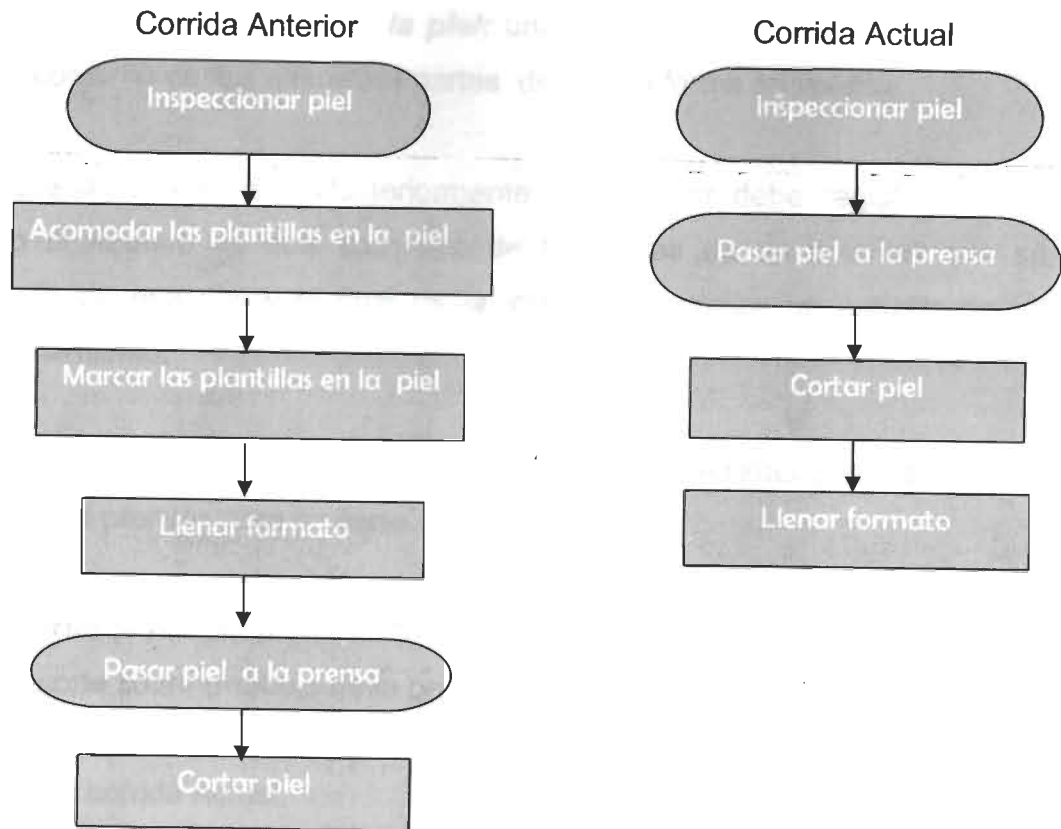 Corrida Anterior
Inspeccionar piel
Acomodar las plantillas en la piel
Marcar las plantillas en la piel
Llenar formato
Pasar piel a la prensa
Cortar piel
Corrida Actual
Inspeccionar piel
Pasar piel a la prensa
Cortar piel
Llenar formato